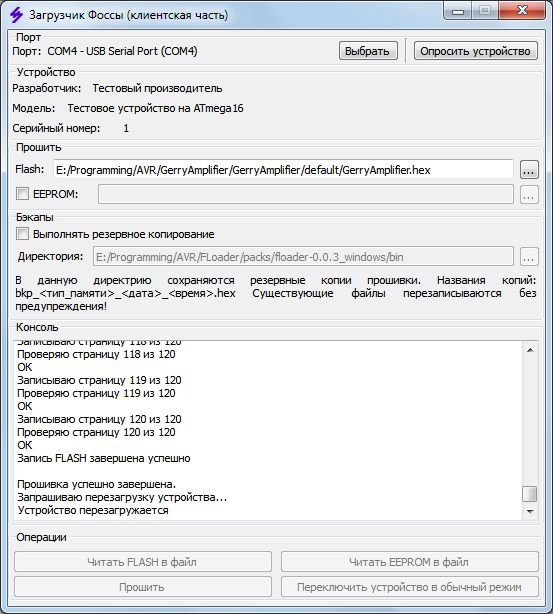 Загрузчик Фоссы (клиентская часть)
Порт
Порт: COM4 - USB Serial Port (COM4) Выбрать Опросить устройство
Устройство
Разработчик: Тестовый производитель
Модель: Тестовое устройство на ATmega16
Серийный номер: 1
Прошить
Flash: E:/Programming/AVR/GerryAmplifier/GerryAmplifier/default/GerryAmplifier.hex ...
EEPROM: ...
Бэкапы
Выполнять резервное копирование
Директория: E:/Programming/AVR/FLoader/packs/floader-0.0.3_windows/bin ...
В данную директрию сохраняются резервные копии прошивки. Названия копий:
bkp_<тип_памяти>_<дата>_<время>.hex Существующие файлы перезаписываются без
предупреждения!
Консоль
Записываю страницу 118 из 120
Проверяю страницу 118 из 120
OK
Записываю страницу 119 из 120
Проверяю страницу 119 из 120
OK
Записываю страницу 120 из 120
Проверяю страницу 120 из 120
OK
Запись FLASH завершена успешно
Прошивка успешно завершена.
Запрашиваю перезагрузку устройства...
Устройство перезагружается
Операции
Читать FLASH в файл Читать EEPROM в файл
Прошить Переключить устройство в обычный режим